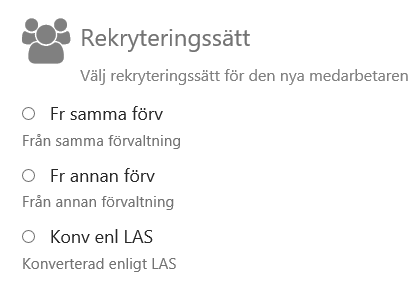 Rekryteringssätt
Välj rekryteringssätt för den nya medarbetaren
Fr samma förv
Från samma förvaltning
Fr annan förv
Från annan förvaltning
Konv enl LAS
Konverterad enligt LAS